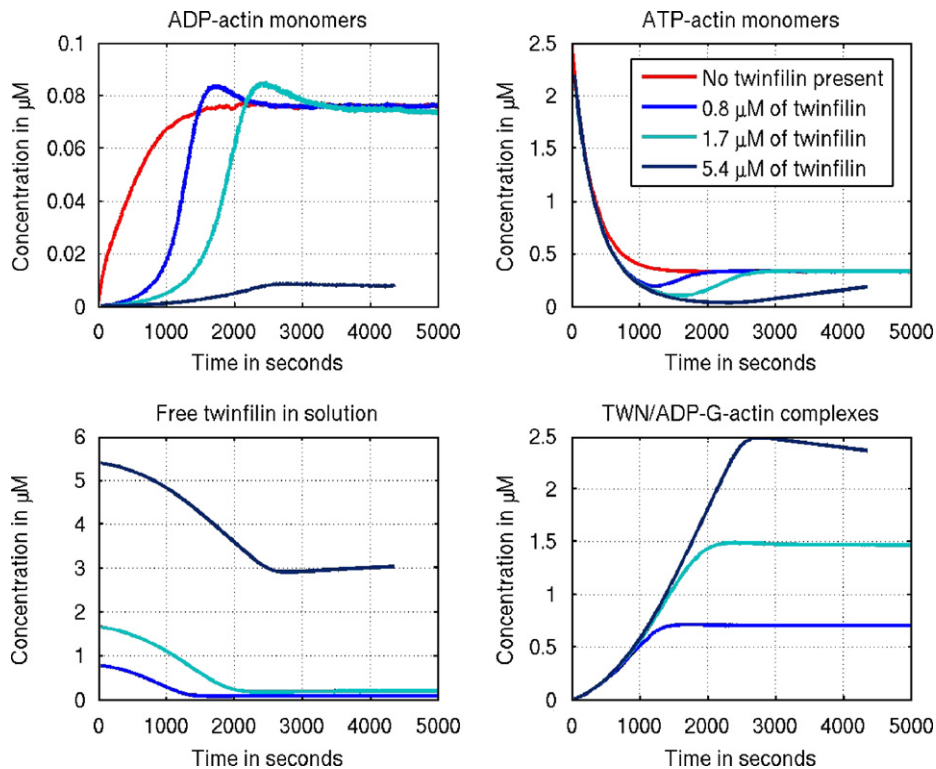 ADP-actin monomers
Concentration in μM
0.1
0.08
0.06
0.04
0.02
0
0 1000 2000 3000 4000 5000
Time in seconds
ATP-actin monomers
Concentration in μM
2.5
2
1.5
1
0.5
0
0 1000 2000 3000 4000 5000
Time in seconds
No twinfilin present
0.8 μM of twinfilin
1.7 μM of twinfilin
5.4 μM of twinfilin
Free twinfilin in solution
Concentration in μM
6
5
4
3
2
1
0
0 1000 2000 3000 4000 5000
Time in seconds
TWN/ADP-G-actin complexes
Concentration in μM
2.5
2
1.5
1
0.5
0
0 1000 2000 3000 4000 5000
Time in seconds